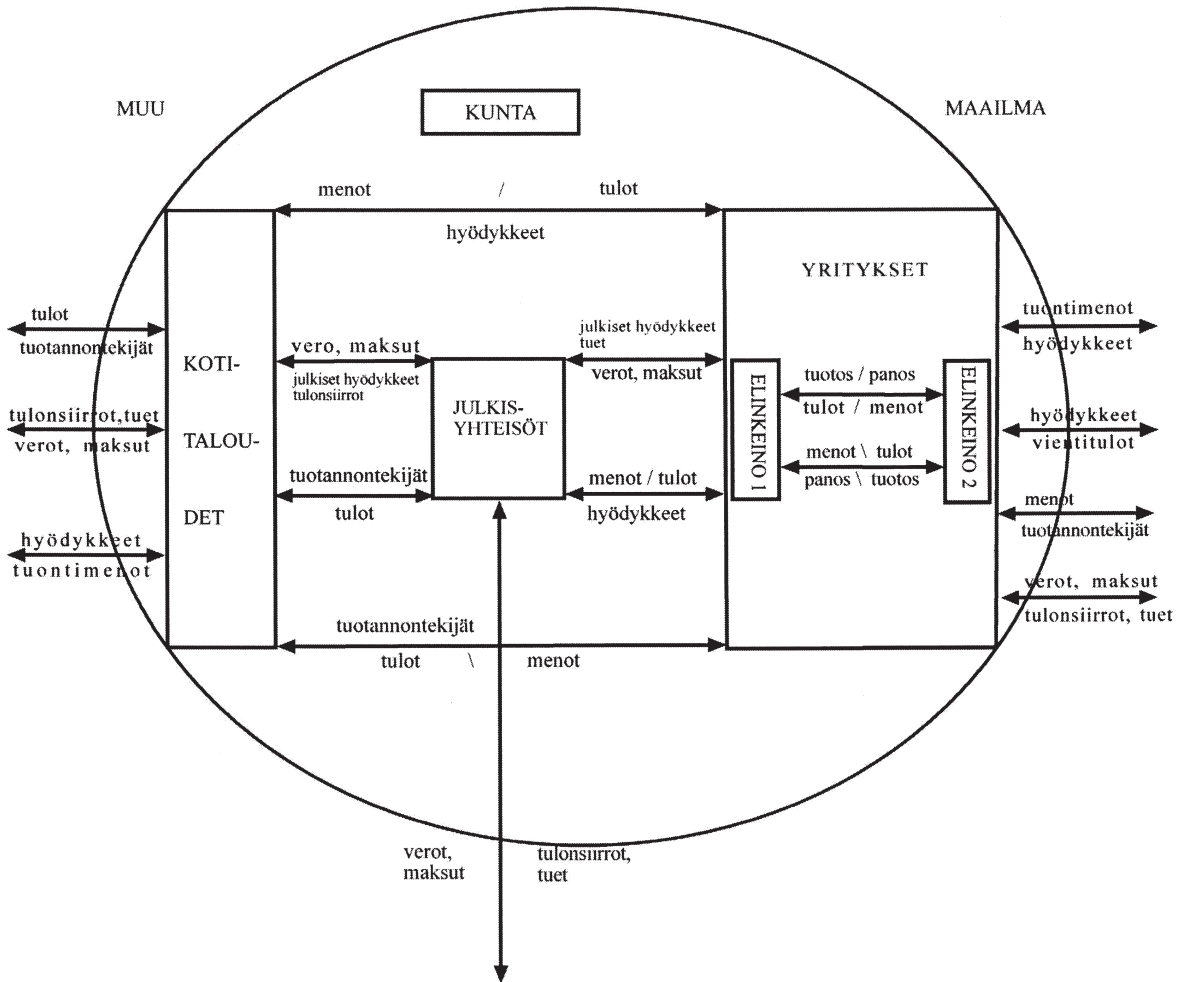 MUU
KUNTA
MAAILMA
menot / tulot
hyödykkeet
YRITYKSET
tulot
tuotannontekijät
tulonsiirrot,tuet
verot, maksut
hyödykkeet
tuontimenot
KOTI-
TALOU-
DET
vero, maksut
julkiset hyödykkeet
tulonsiirrot
tuotannontekijät
tulot
JULKIS-
YHTEISÖT
julkiset hyödykkeet
tuet
verot, maksut
menot / tulot
hyödykkeet
ELINKEINO 1
tuotos / panos
tulot / menot
menot \ tulot
panos \ tuotos
ELINKEINO 2
tuontimenot
hyödykkeet
hyödykkeet
vientitulot
menot
tuotannontekijät
verot, maksut
tulonsiirrot, tuet
tuotannontekijät
tulot \ menot
verot,
maksut
tulonsiirrot,
tuet